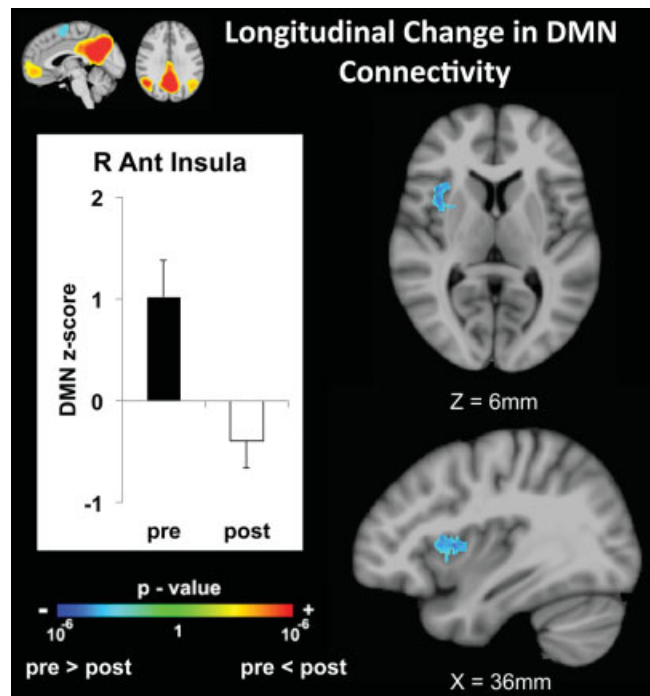 Longitudinal Change in DMN
Connectivity
R Ant Insula
2
1
0
-1
DMN z-score
pre post
Z = 6mm
p - value
- +
10^-6 1 10^-6
pre > post pre < post
X = 36mm